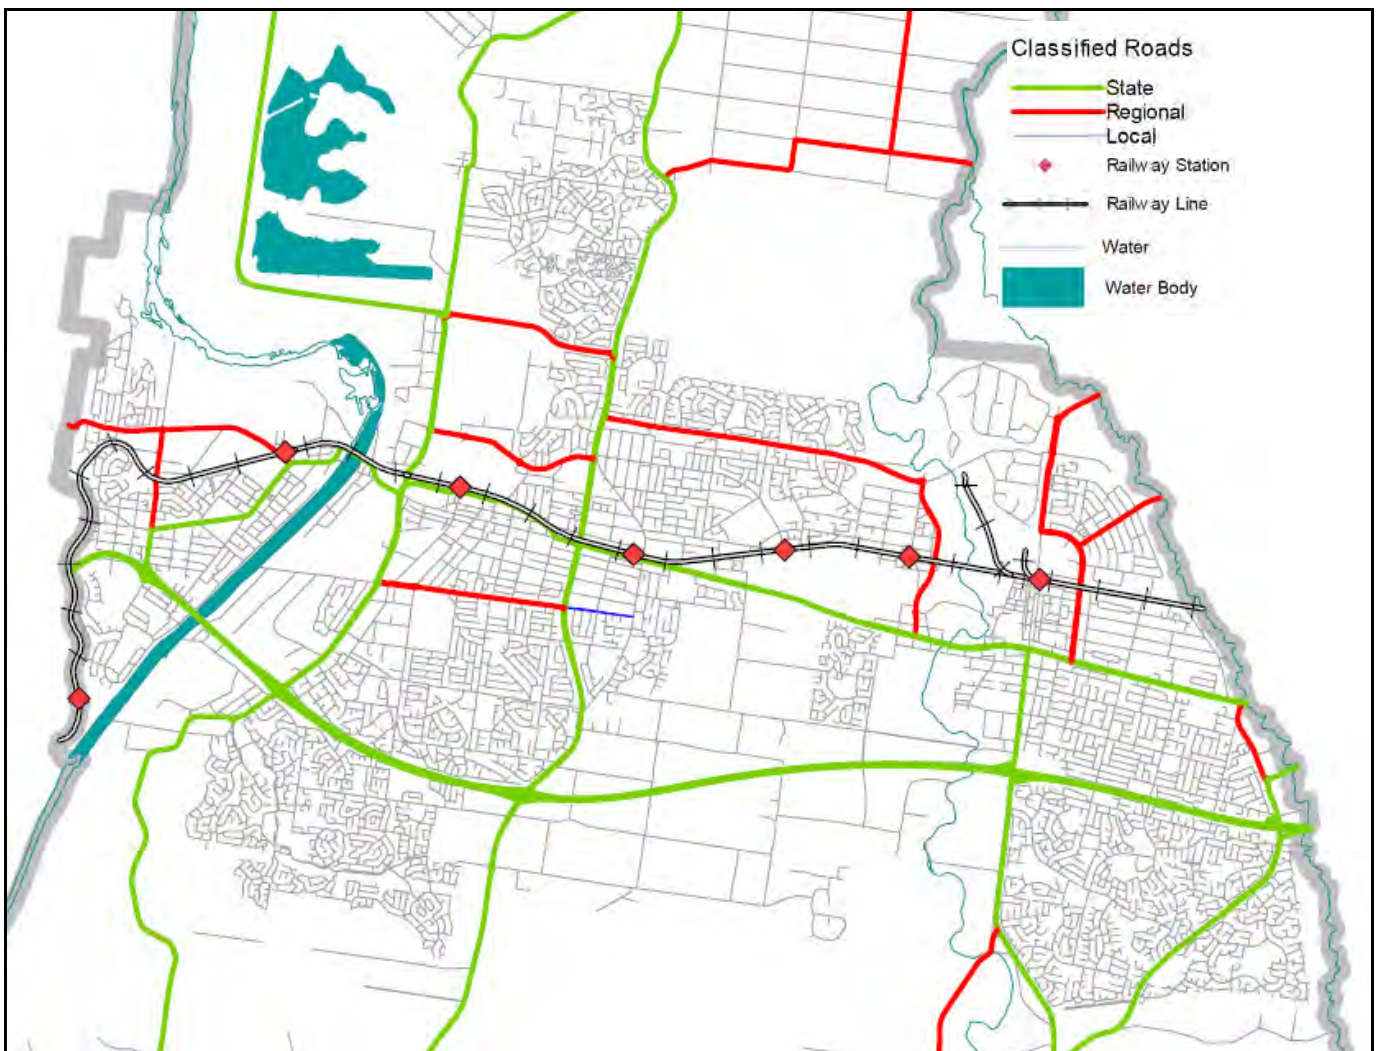 Classified Roads
State
Regional
Local
Railway Station
Railway Line
Water
Water Body